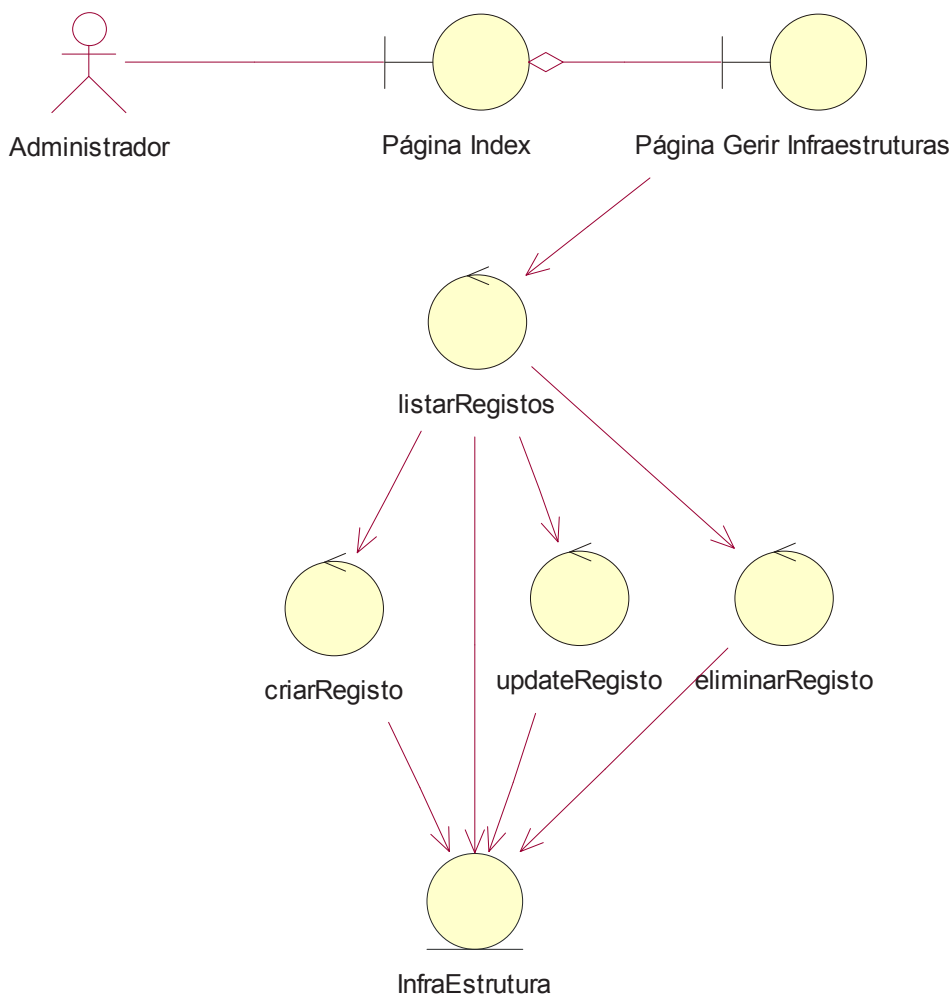 Administrador
Página Index
Página Gerir Infraestruturas
listarRegistos
criarRegisto
updateRegisto
eliminarRegisto
InfraEstrutura